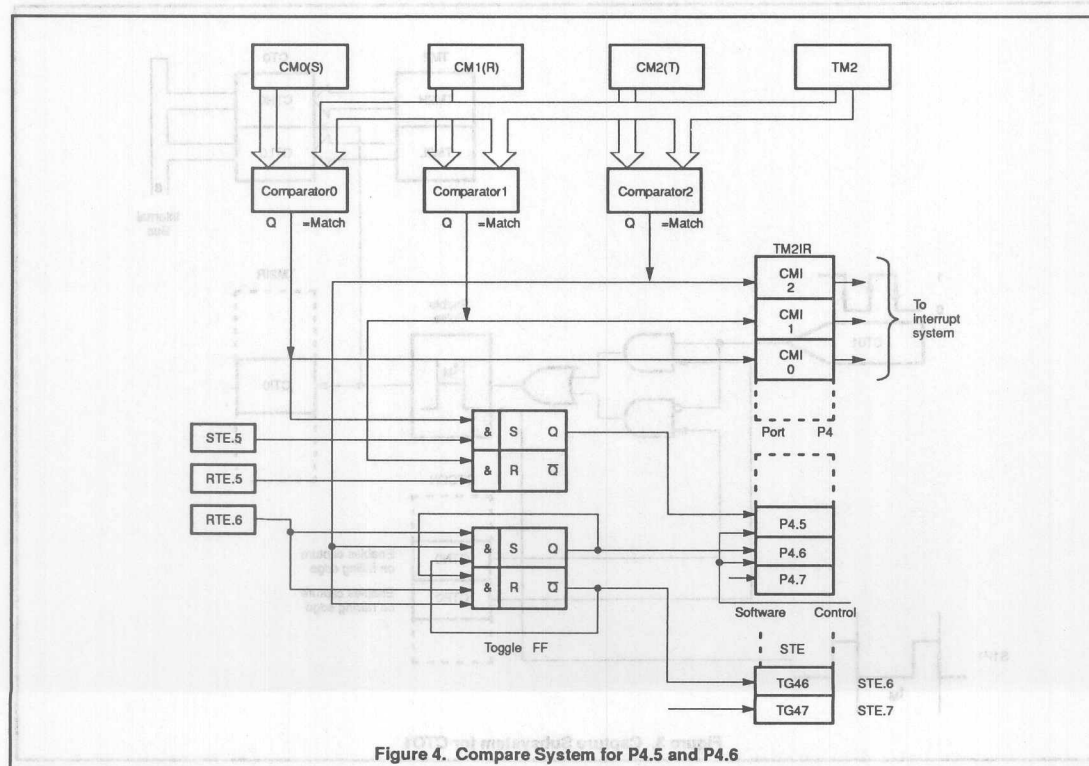 CM0(S) CM1(R) CM2(T) TM2
Comparator0 Comparator1 Comparator2
Q =Match Q =Match Q =Match
TM2IR
CMI
2
CMI
1
CMI
0
To
interrupt
system
Port P4
STE.5
RTE.5
RTE.6
& S Q
& R Q̅
& S Q
& R Q̅
Toggle FF
P4.5
P4.6
P4.7
Software Control
STE
TG46 STE.6
TG47 STE.7
Figure 4. Compare System for P4.5 and P4.6